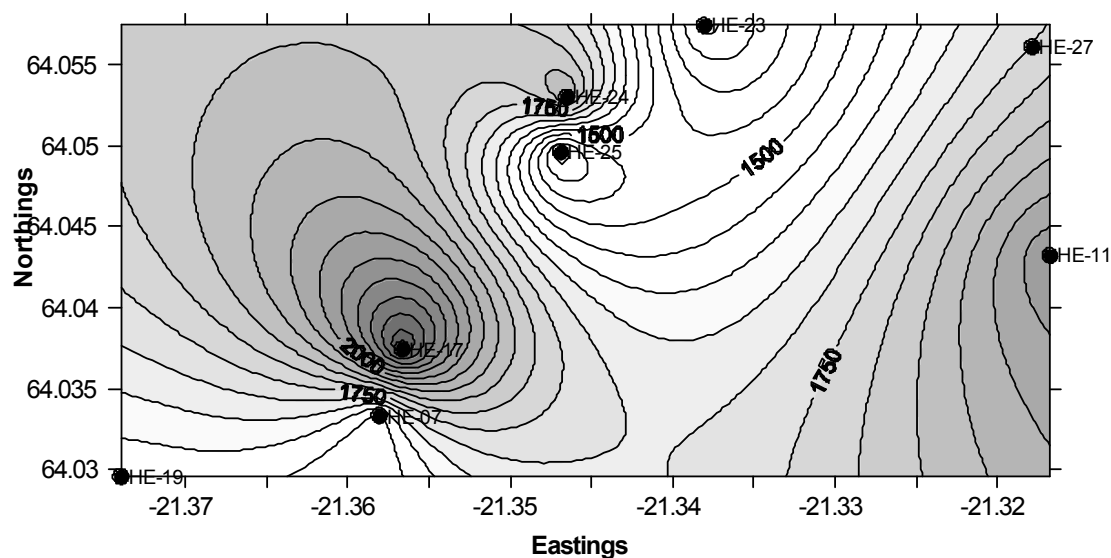 HE-23
64.055
HE-27
HE-24
1750
1500
64.05
HE-25
1500
Northings
64.045
HE-11
64.04
HE-17
2000
1750
64.035
1750
HE-07
64.03
HE-19
-21.37
-21.36
-21.35
-21.34
-21.33
-21.32
Eastings